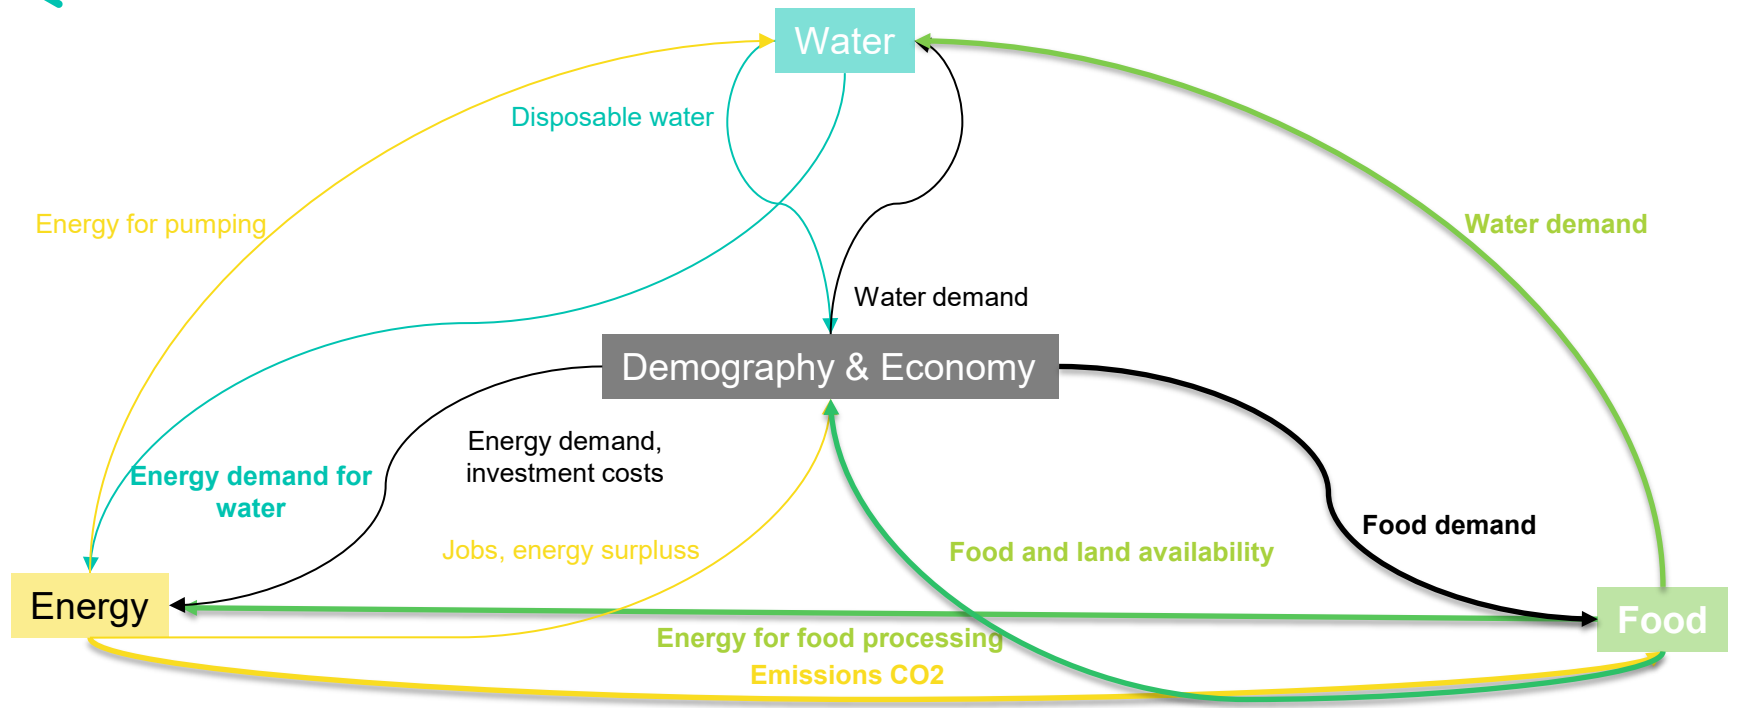 Water
Disposable water
Energy for pumping
Water demand
Water demand
Demography & Economy
Energy demand,
investment costs
Energy demand for
water
Food demand
Jobs, energy surpluss
Food and land availability
Energy
Food
Energy for food processing
Emissions CO2